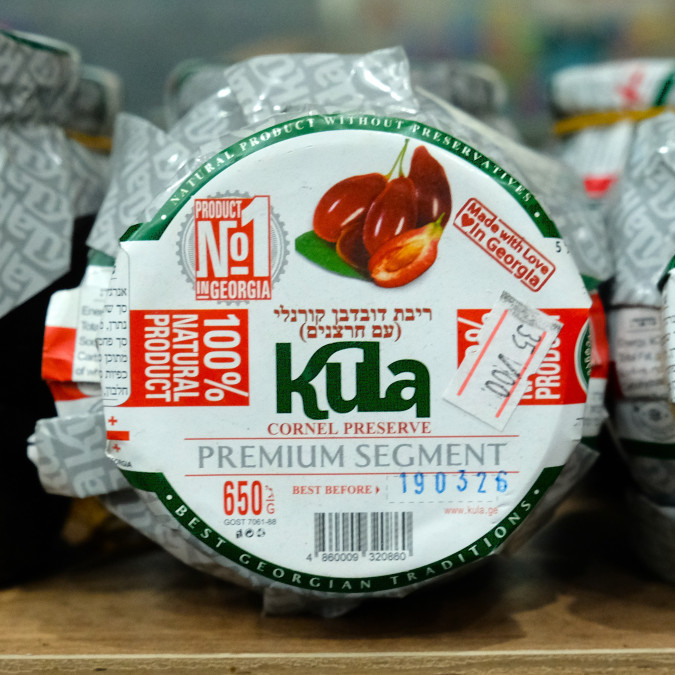 · NATURAL PRODUCT WITHOUT PRESERVATIVES ·
PRODUCT
№1
IN GEORGIA
Made with Love
In Georgia
ריבת דובדבן קורנלי
(עם חרצנים)
100%
NATURAL
PRODUCT
Kula
CORNEL PRESERVE
PREMIUM SEGMENT
650 גר'/G
BEST BEFORE
190326
GOST 7061-88
www.kula.ge
4 860009 320860
· BEST GEORGIAN TRADITIONS ·